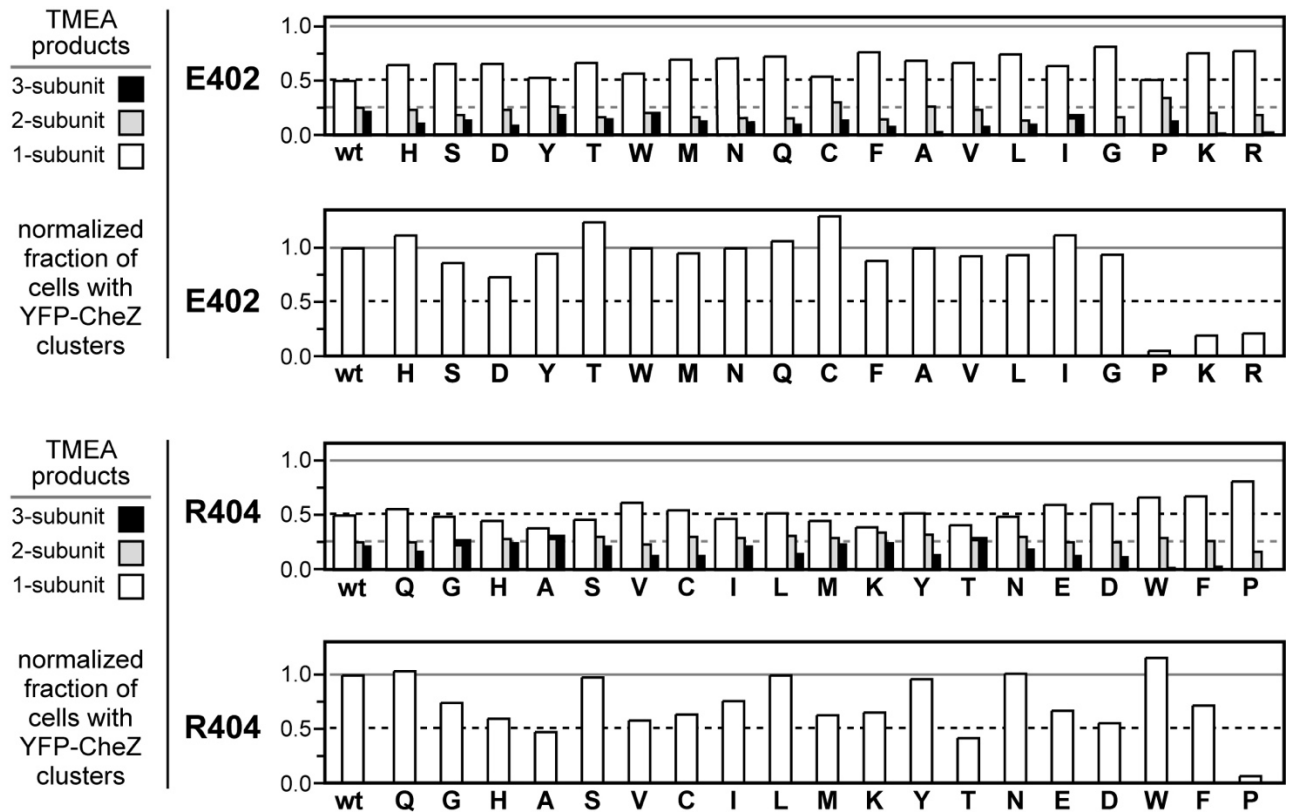 TMEA
products
3-subunit
2-subunit
1-subunit
E402
1.0
0.5
0.0
wt H S D Y T W M N Q C F A V L I G P K R
normalized
fraction of
cells with
YFP-CheZ
clusters
E402
1.0
0.5
0.0
wt H S D Y T W M N Q C F A V L I G P K R
TMEA
products
3-subunit
2-subunit
1-subunit
R404
1.0
0.5
0.0
wt Q G H A S V C I L M K Y T N E D W F P
normalized
fraction of
cells with
YFP-CheZ
clusters
R404
1.0
0.5
0.0
wt Q G H A S V C I L M K Y T N E D W F P